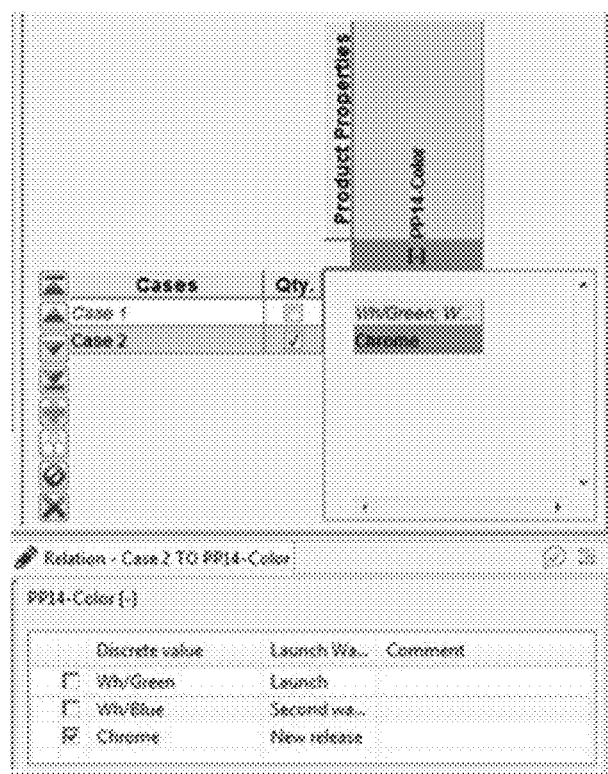 Product Properties
PP14-Color
Cases Qty.
Case 1 Wh/Green; W...
Case 2 Chrome
Relation - Case 2 TO PP14-Color
PP14-Color [-]
Discrete value Launch Wa... Comment
Wh/Green Launch
Wh/Blue Second wa...
Chrome New release